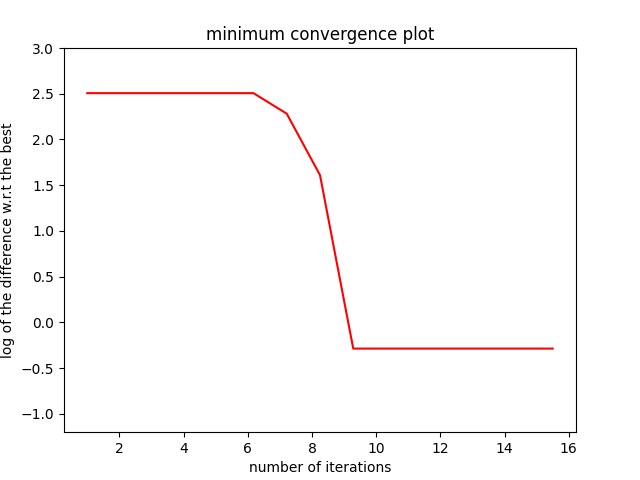 minimum convergence plot
log of the difference w.r.t the best
3.0
2.5
2.0
1.5
1.0
0.5
0.0
−0.5
−1.0
2 4 6 8 10 12 14 16
number of iterations